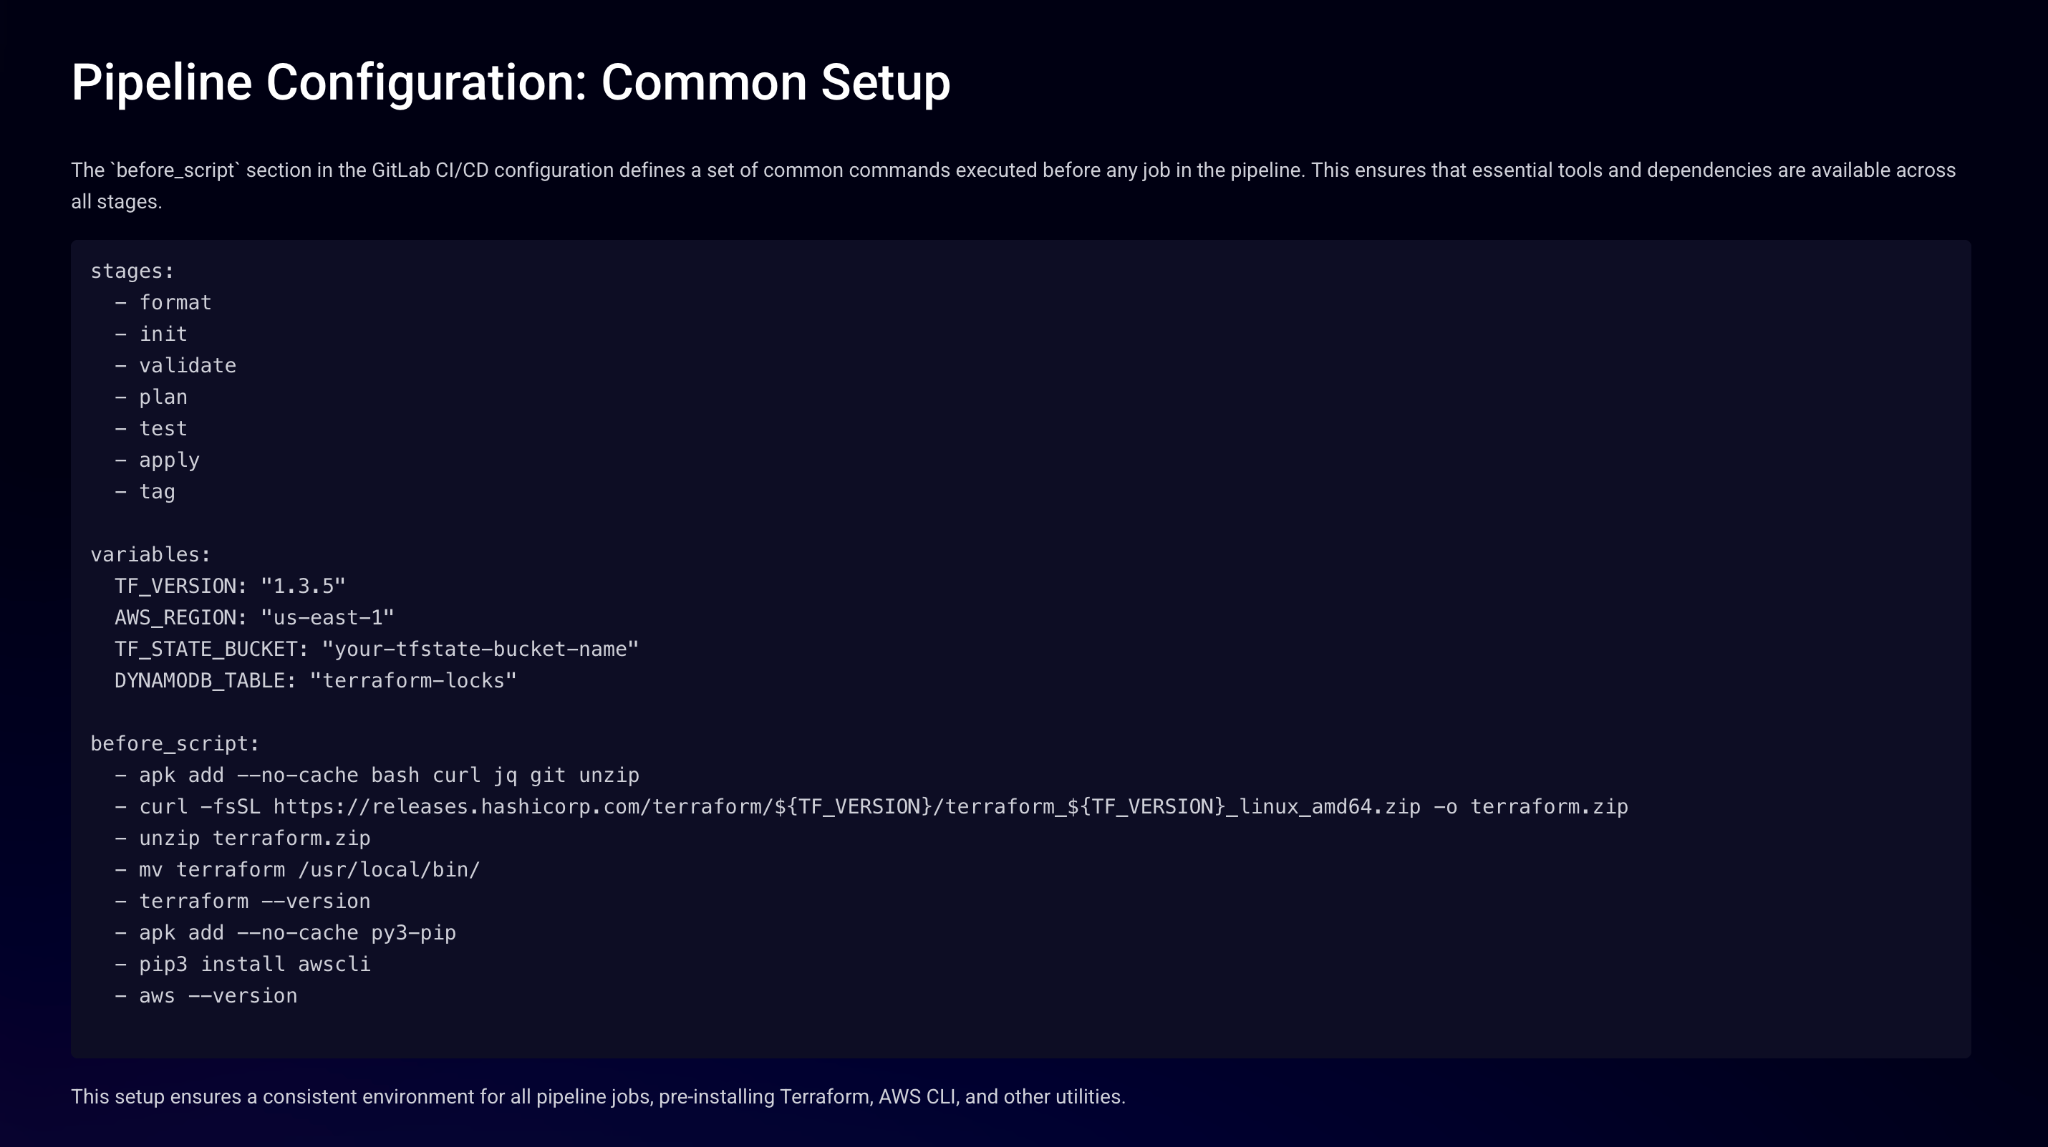 Pipeline Configuration: Common Setup
The `before_script` section in the GitLab CI/CD configuration defines a set of common commands executed before any job in the pipeline. This ensures that essential tools and dependencies are available across
all stages.
stages:
  - format
  - init
  - validate
  - plan
  - test
  - apply
  - tag
variables:
  TF_VERSION: "1.3.5"
  AWS_REGION: "us-east-1"
  TF_STATE_BUCKET: "your-tfstate-bucket-name"
  DYNAMODB_TABLE: "terraform-locks"
before_script:
  - apk add --no-cache bash curl jq git unzip
  - curl -fsSL https://releases.hashicorp.com/terraform/${TF_VERSION}/terraform_${TF_VERSION}_linux_amd64.zip -o terraform.zip
  - unzip terraform.zip
  - mv terraform /usr/local/bin/
  - terraform --version
  - apk add --no-cache py3-pip
  - pip3 install awscli
  - aws --version
This setup ensures a consistent environment for all pipeline jobs, pre-installing Terraform, AWS CLI, and other utilities.